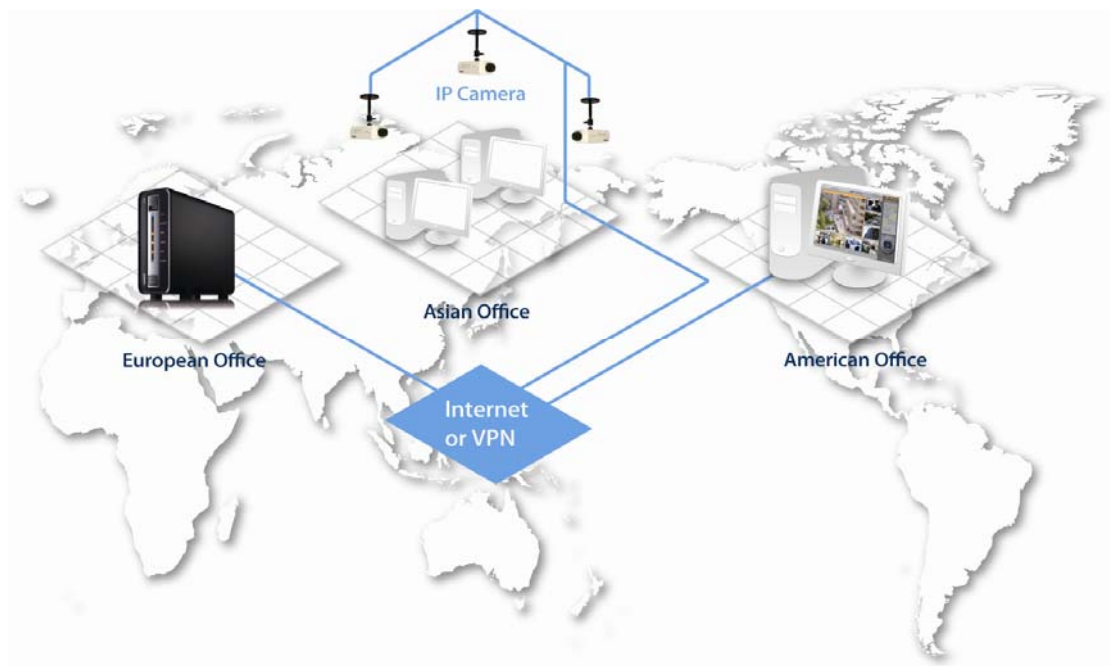 IP Camera
Asian Office
European Office
American Office
Internet
or VPN